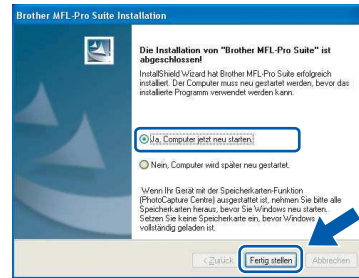 Brother MFL-Pro Suite Installation
Die Installation von "Brother MFL-Pro Suite" ist
abgeschlossen!
InstallShield Wizard hat Brother MFL-Pro Suite erfolgreich
installiert. Der Computer muss neu gestartet werden, bevor das
installierte Programm verwendet werden kann.
Ja, Computer jetzt neu starten.
Nein, Computer wird später neu gestartet.
Wenn Ihr Gerät mit der Speicherkarten-Funktion
(PhotoCapture Centre) ausgestattet ist, nehmen Sie bitte alle
Speicherkarten heraus, bevor Sie Windows neu starten.
Setzen Sie keine Speicherkarte ein, bevor Windows
vollständig geladen ist.
< Zurück Fertig stellen Abbrechen